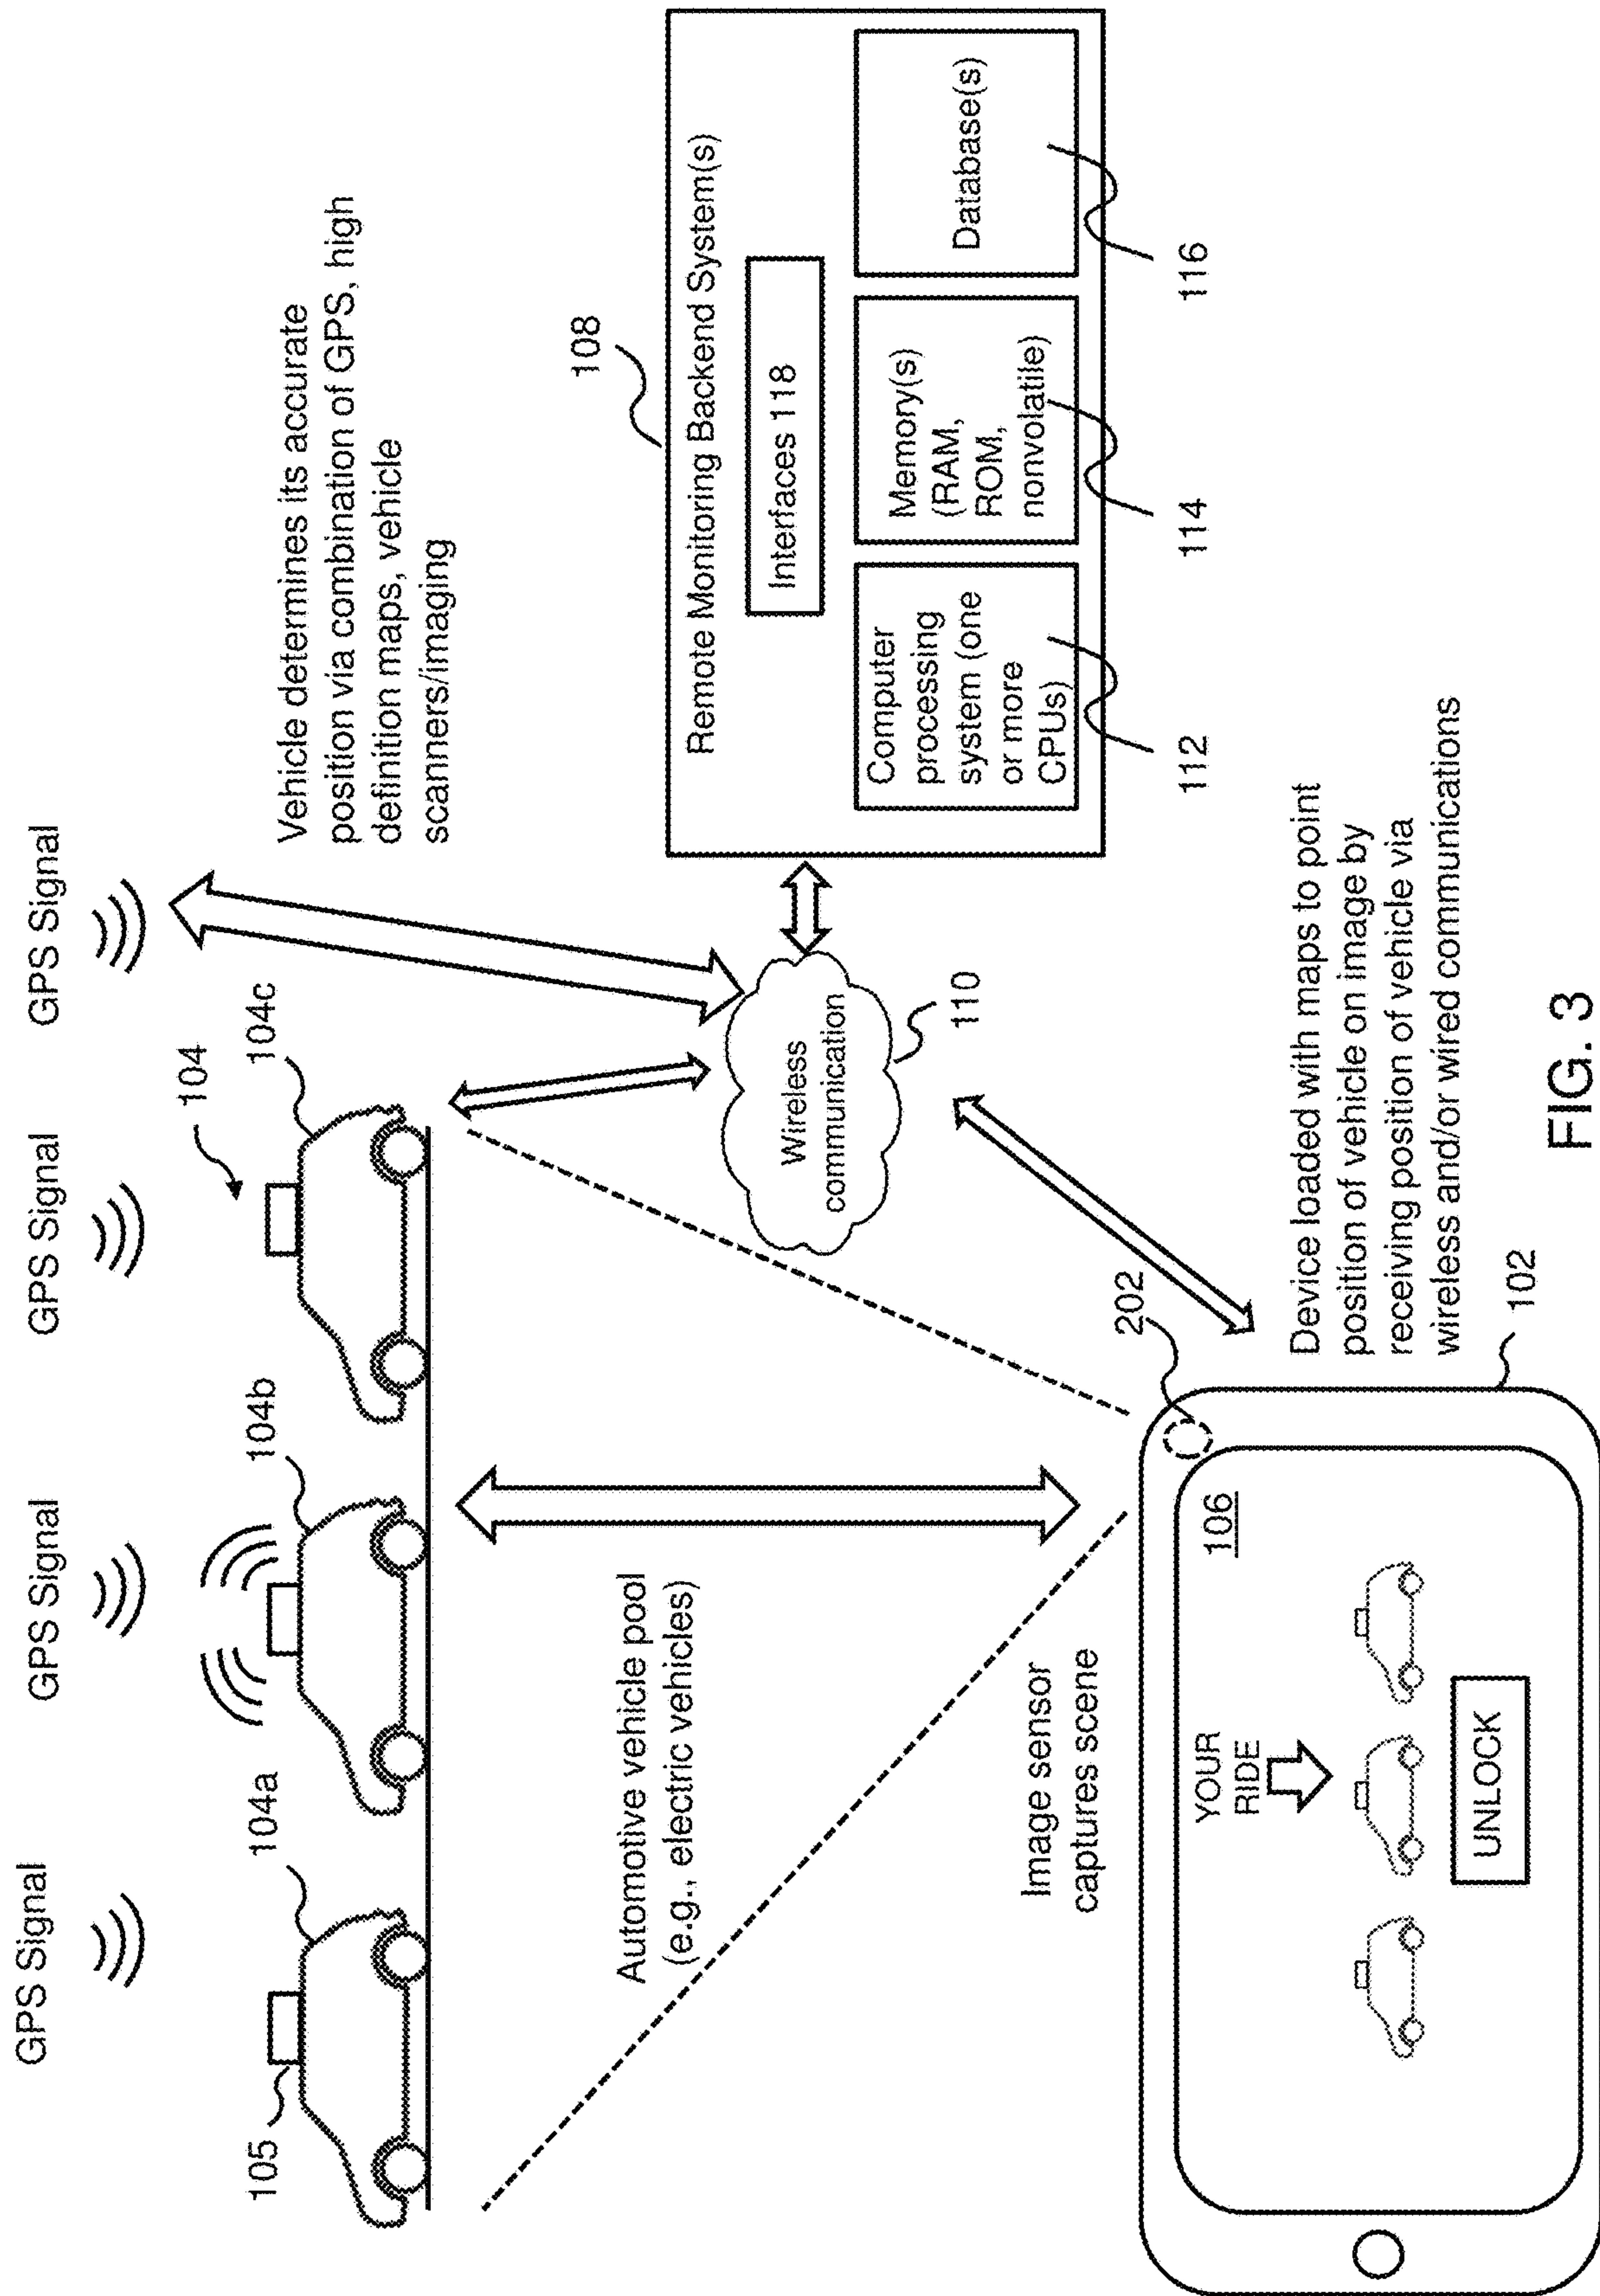 GPS Signal
GPS Signal
GPS Signal
GPS Signal
105
104a
104b
104
104c
Vehicle determines its accurate
position via combination of GPS, high
definition maps, vehicle
scanners/imaging
Automotive vehicle pool
(e.g., electric vehicles)
Wireless
communication
110
108
Remote Monitoring Backend System(s)
Interfaces 118
Computer
processing
system (one
or more
CPUs)
Memory(s)
(RAM,
ROM,
nonvolatile)
Database(s)
112
114
116
Image sensor
captures scene
202
106
YOUR
RIDE
UNLOCK
102
Device loaded with maps to point
position of vehicle on image by
receiving position of vehicle via
wireless and/or wired communications
FIG. 3